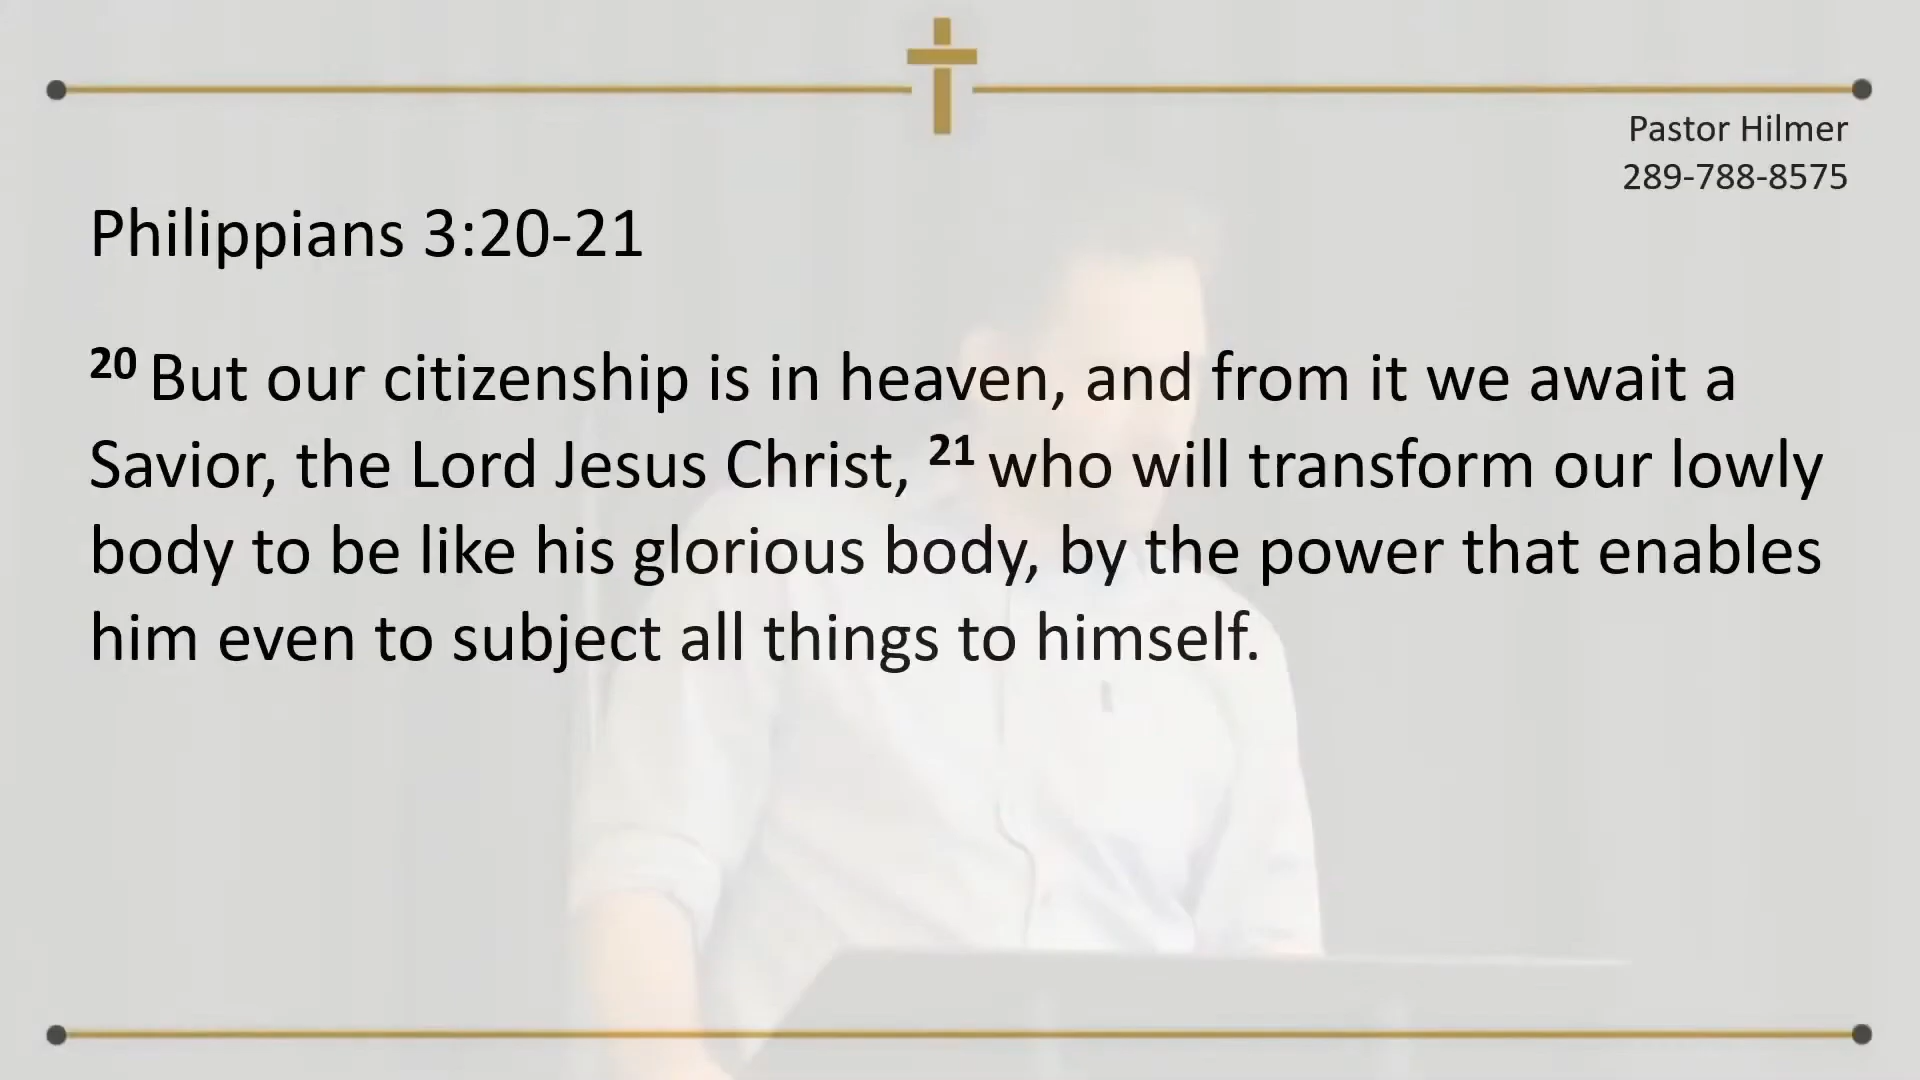 Pastor Hilmer
289-788-8575
Philippians 3:20-21
20 But our citizenship is in heaven, and from it we await a
Savior, the Lord Jesus Christ, 21 who will transform our lowly
body to be like his glorious body, by the power that enables
him even to subject all things to himself.